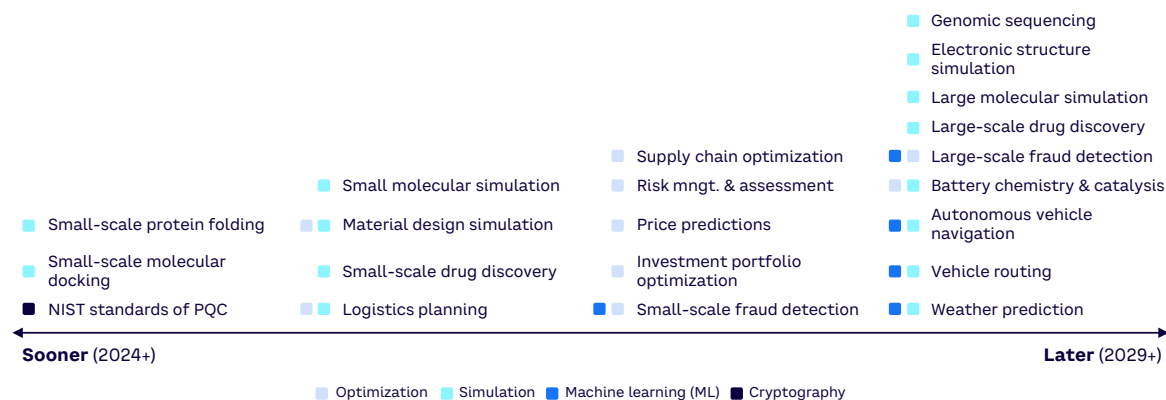 Genomic sequencing
Electronic structure
simulation
Large molecular simulation
Large-scale drug discovery
Supply chain optimization
Large-scale fraud detection
Small molecular simulation
Risk mngt. & assessment
Battery chemistry & catalysis
Small-scale protein folding
Material design simulation
Price predictions
Autonomous vehicle
navigation
Small-scale molecular
docking
Small-scale drug discovery
Investment portfolio
optimization
Vehicle routing
NIST standards of PQC
Logistics planning
Small-scale fraud detection
Weather prediction
Sooner (2024+)
Later (2029+)
Optimization
Simulation
Machine learning (ML)
Cryptography